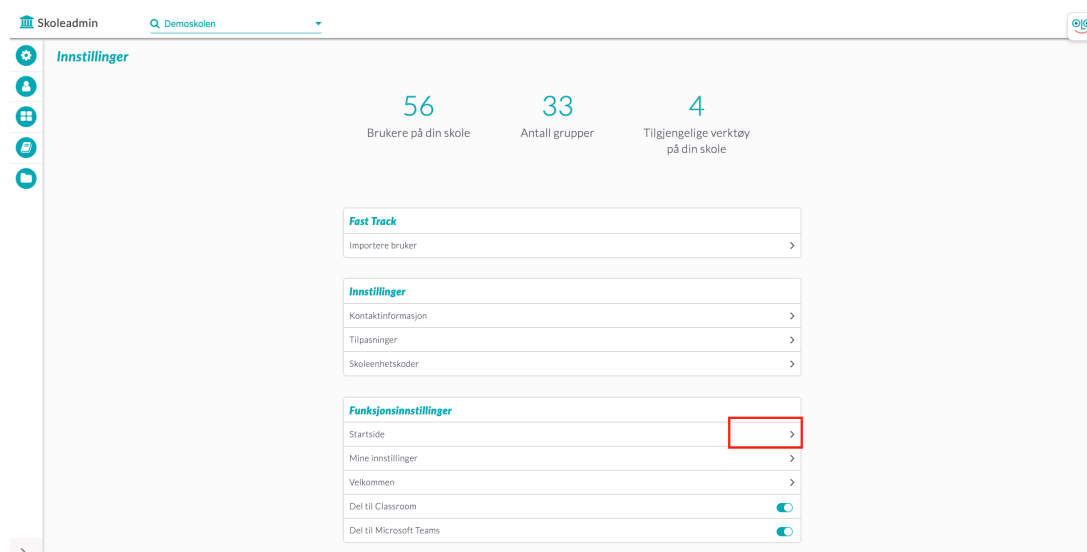 Skoleadmin
Demoskolen
Innstillinger
56
Brukere på din skole
33
Antall grupper
4
Tilgjengelige verktøy
på din skole
Fast Track
Importere bruker
Innstillinger
Kontaktinformasjon
Tilpasninger
Skoleenhetskoder
Funksjonsinnstillinger
Startside
Mine innstillinger
Velkommen
Del til Classroom
Del til Microsoft Teams